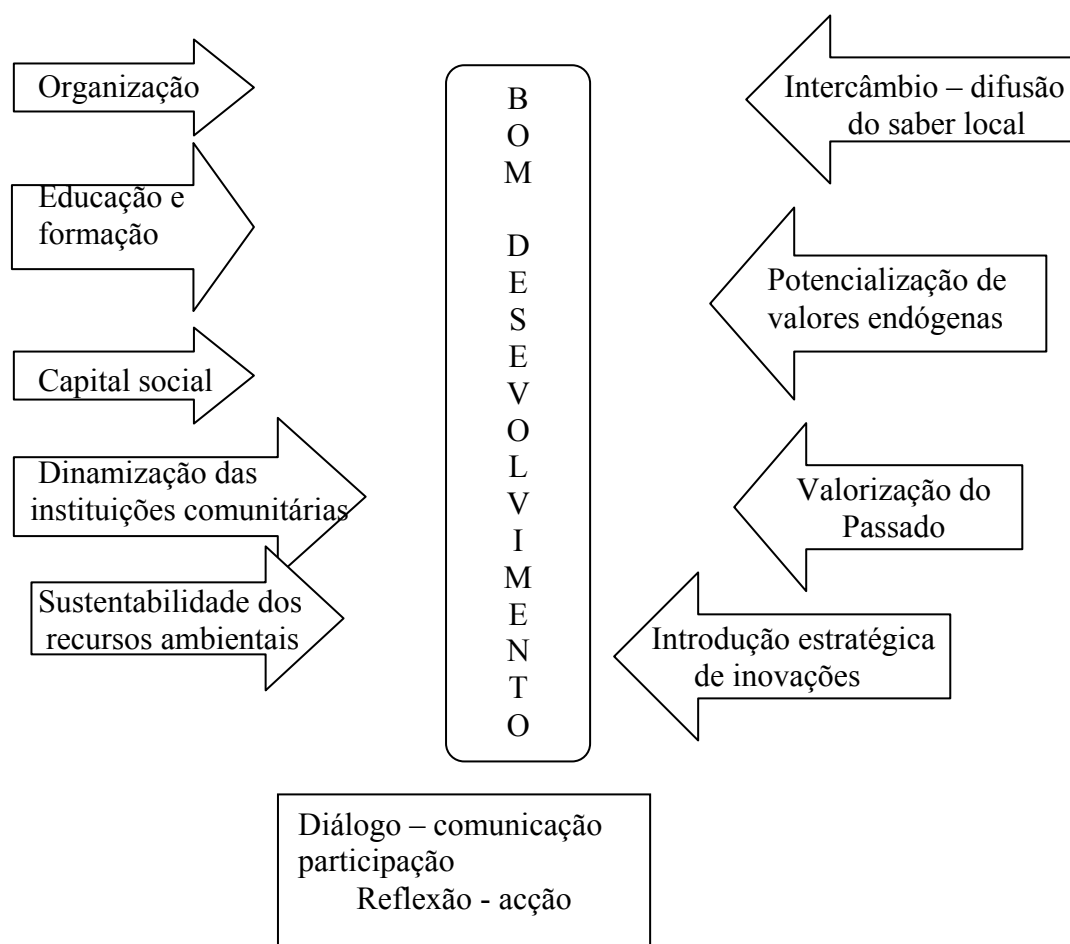 Organização
Educação e
formação
Capital social
Dinamização das
instituições comunitárias
Sustentabilidade dos
recursos ambientais
B
O
M
D
E
S
E
V
O
L
V
I
M
E
N
T
O
Intercâmbio – difusão
do saber local
Potencialização de
valores endógenas
Valorização do
Passado
Introdução estratégica
de inovações
Diálogo – comunicação
participação
Reflexão - acção